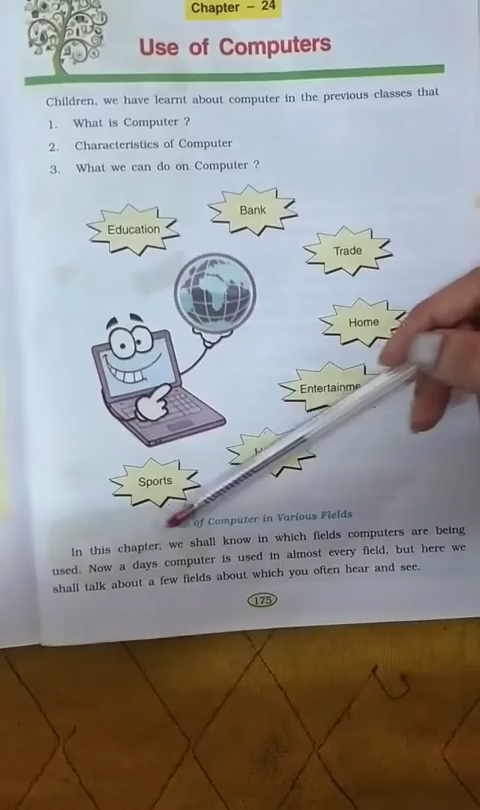 Chapter - 24
Use of Computers
Children, we have learnt about computer in the previous classes that
1. What is Computer ?
2. Characteristics of Computer
3. What we can do on Computer ?
Bank
Education
Trade
Home
Entertainme
H
Sports
of Computer in Various Fields
In this chapter, we shall know in which fields computers are being
used. Now a days computer is used in almost every field, but here we
shall talk about a few fields about which you often hear and see.
175